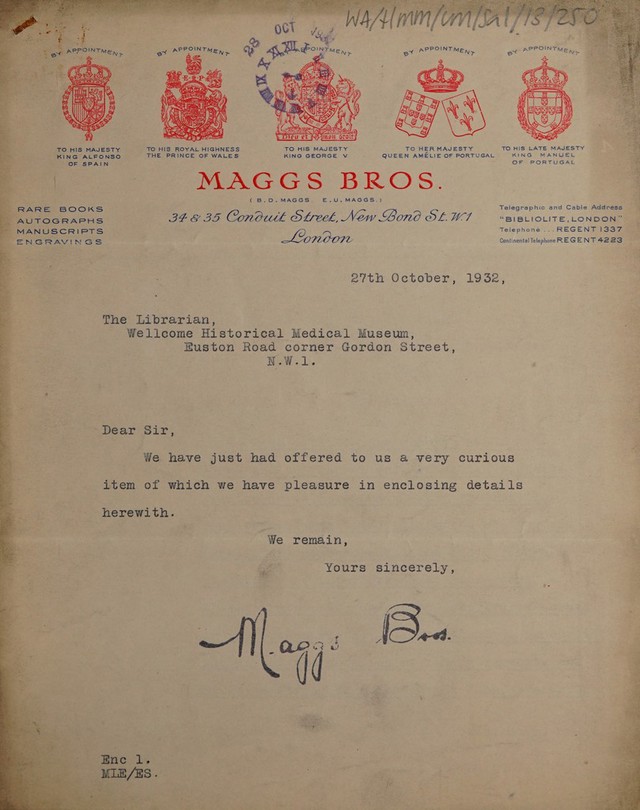 WA/HMM/CM/Sal/13/250
28 OCT 193
BY APPOINTMENT BY APPOINTMENT APPOINTMENT BY APPOINTMENT BY APPOINTMENT
TO HIS MAJESTY
KING ALFONSO
OF SPAIN
TO HIS ROYAL HIGHNESS
THE PRINCE OF WALES
TO HIS MAJESTY
KING GEORGE V
TO HER MAJESTY
QUEEN AMÉLIE OF PORTUGAL
TO HIS LATE MAJESTY
KING MANUEL
OF PORTUGAL
MAGGS BROS.
(B.D. MAGGS. E.U. MAGGS.)
34 & 35 Conduit Street, New Bond St. W1
London
RARE BOOKS
AUTOGRAPHS
MANUSCRIPTS
ENGRAVINGS
Telegraphic and Cable Address
"BIBLIOLITE, LONDON"
Telephone ... REGENT 1337
Continental Telephone REGENT 4223
27th October, 1932,
The Librarian,
Wellcome Historical Medical Museum,
Euston Road corner Gordon Street,
N.W.1.
Dear Sir,
We have just had offered to us a very curious
item of which we have pleasure in enclosing details
herewith.
We remain,
Yours sincerely,
Maggs Bros.
Enc 1.
MLE/ES.